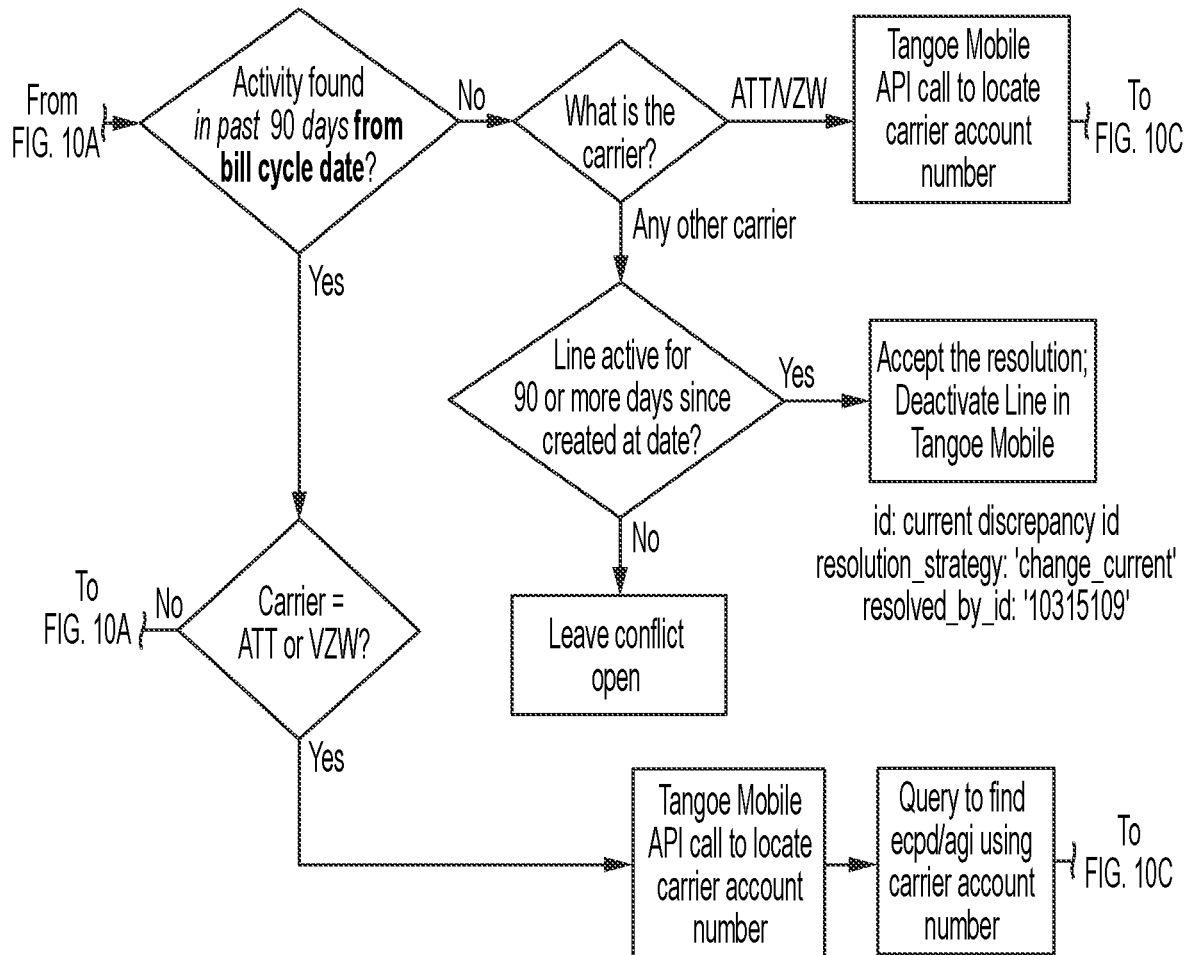 From
FIG. 10A
Activity found
in past 90 days from
bill cycle date?
No
What is the
carrier?
ATT/VZW
Tangoe Mobile
API call to locate
carrier account
number
To
FIG. 10C
Yes
Any other carrier
Line active for
90 or more days since
created at date?
Yes
Accept the resolution;
Deactivate Line in
Tangoe Mobile
id: current discrepancy id
resolution_strategy: 'change_current'
resolved_by_id: '10315109'
No
Leave conflict
open
To
FIG. 10A
No
Carrier =
ATT or VZW?
Yes
Tangoe Mobile
API call to locate
carrier account
number
Query to find
ecpd/agi using
carrier account
number
To
FIG. 10C